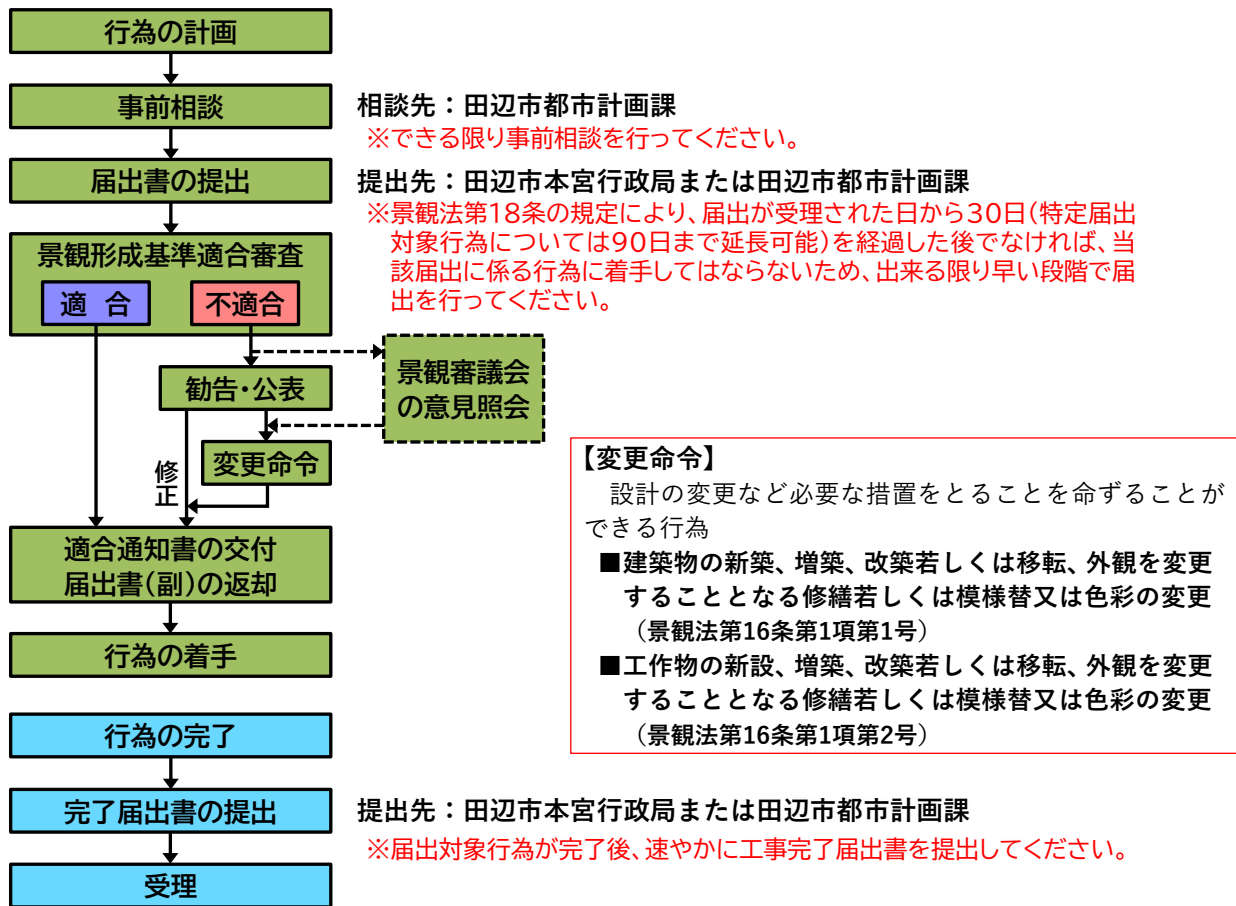 行為の計画
事前相談
相談先：田辺市都市計画課
※できる限り事前相談を行ってください。
届出書の提出
提出先：田辺市本宮行政局または田辺市都市計画課
※景観法第18条の規定により、届出が受理された日から30日(特定届出
対象行為については90日まで延長可能)を経過した後でなければ、当
該届出に係る行為に着手してはならないため、出来る限り早い段階で届
出を行ってください。
景観形成基準適合審査
適 合
不適合
景観審議会
の意見照会
勧告・公表
変更命令
修正
適合通知書の交付
届出書(副)の返却
行為の着手
【変更命令】
設計の変更など必要な措置をとることを命ずることが
できる行為
■建築物の新築、増築、改築若しくは移転、外観を変更
することとなる修繕若しくは模様替又は色彩の変更
（景観法第16条第1項第1号）
■工作物の新設、増築、改築若しくは移転、外観を変更
することとなる修繕若しくは模様替又は色彩の変更
（景観法第16条第1項第2号）
行為の完了
完了届出書の提出
提出先：田辺市本宮行政局または田辺市都市計画課
※届出対象行為が完了後、速やかに工事完了届出書を提出してください。
受理